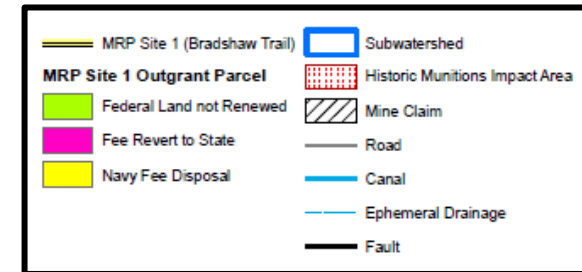 MRP Site 1 (Bradshaw Trail)
MRP Site 1 Outgrant Parcel
Federal Land not Renewed
Fee Revert to State
Navy Fee Disposal
Subwatershed
Historic Munitions Impact Area
Mine Claim
Road
Canal
Ephemeral Drainage
Fault